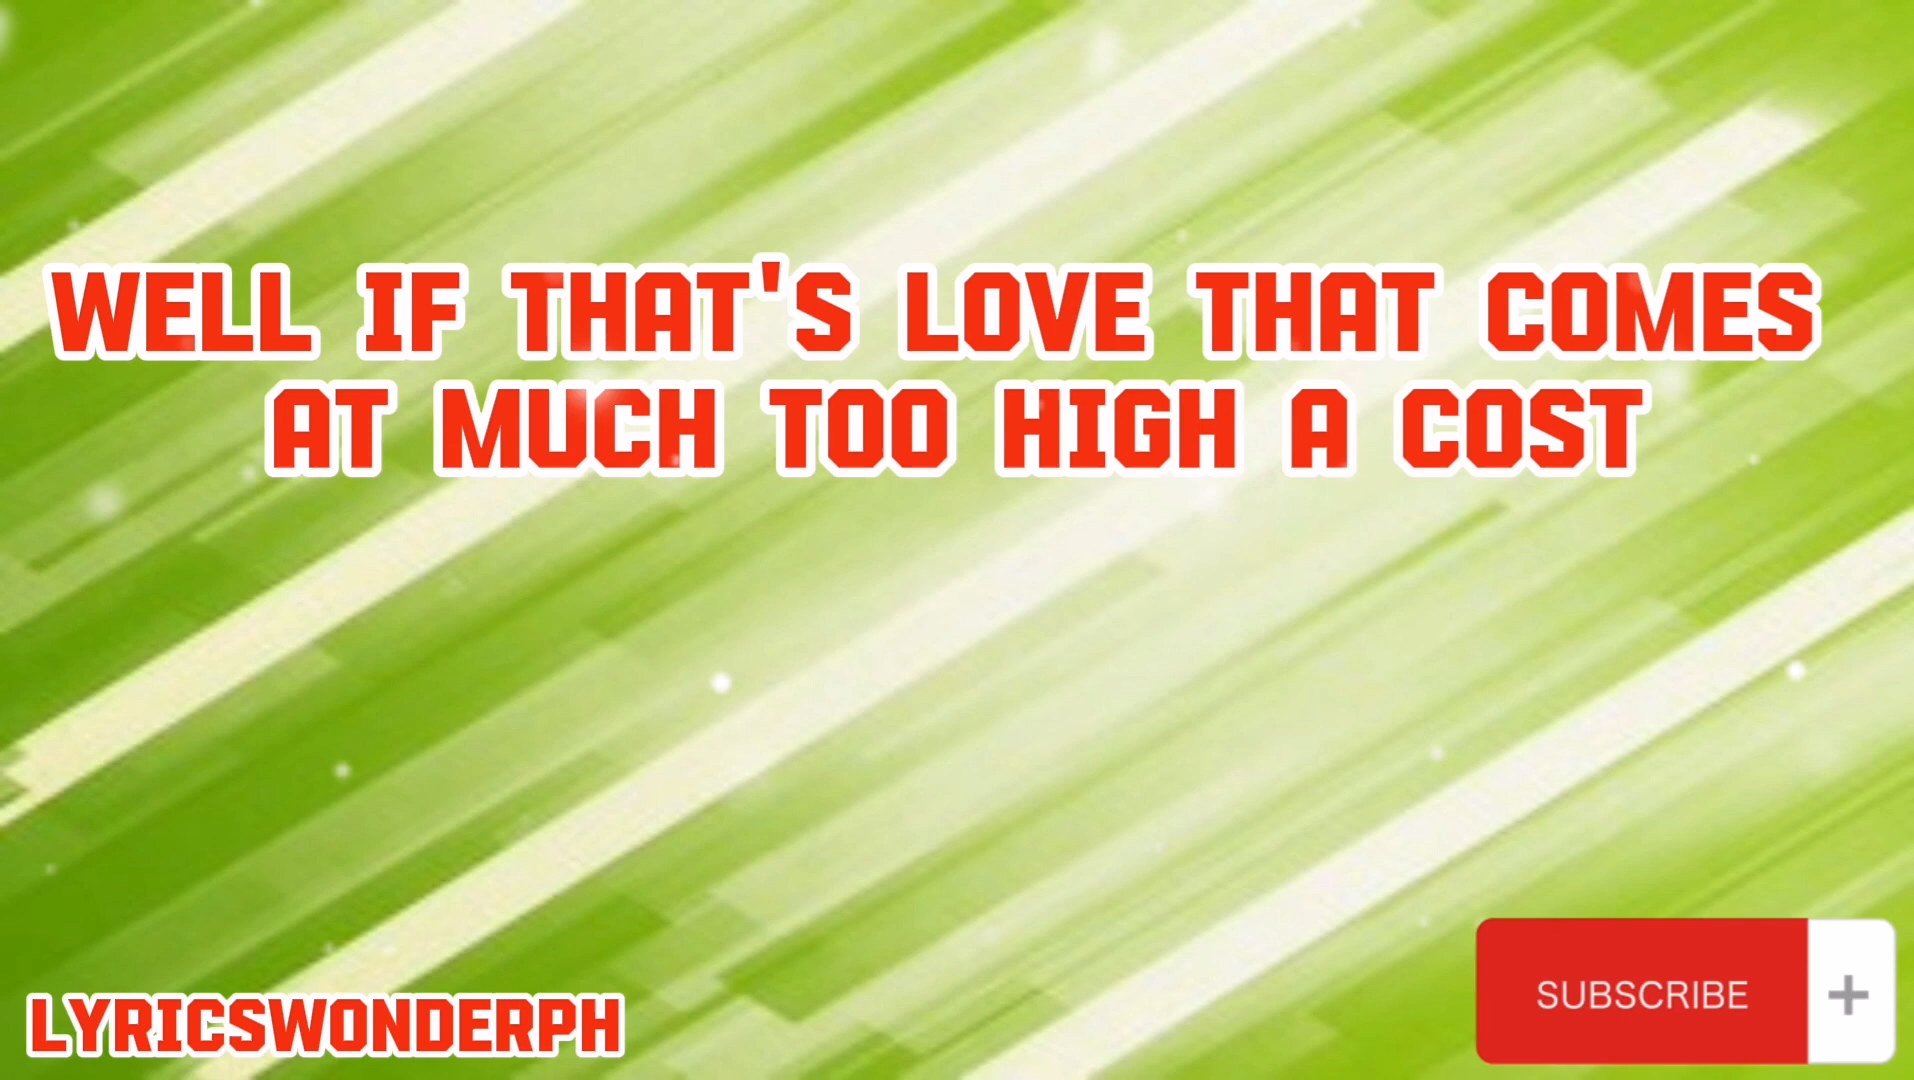 WELL IF THAT'S LOVE THAT COMES
AT MUCH TOO HIGH A COST
LYRICSWONDERPH
SUBSCRIBE +